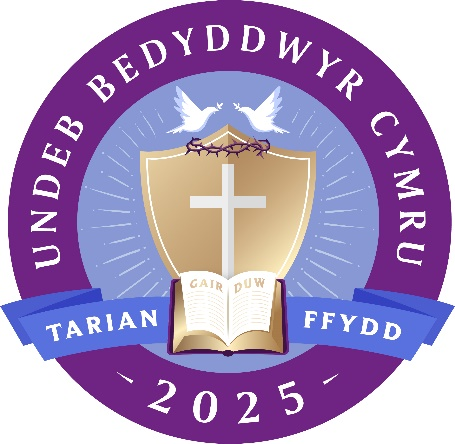 UNDEB BEDYDDWYR CYMRU
GAIR DUW
TARIAN FFYDD
- 2025 -